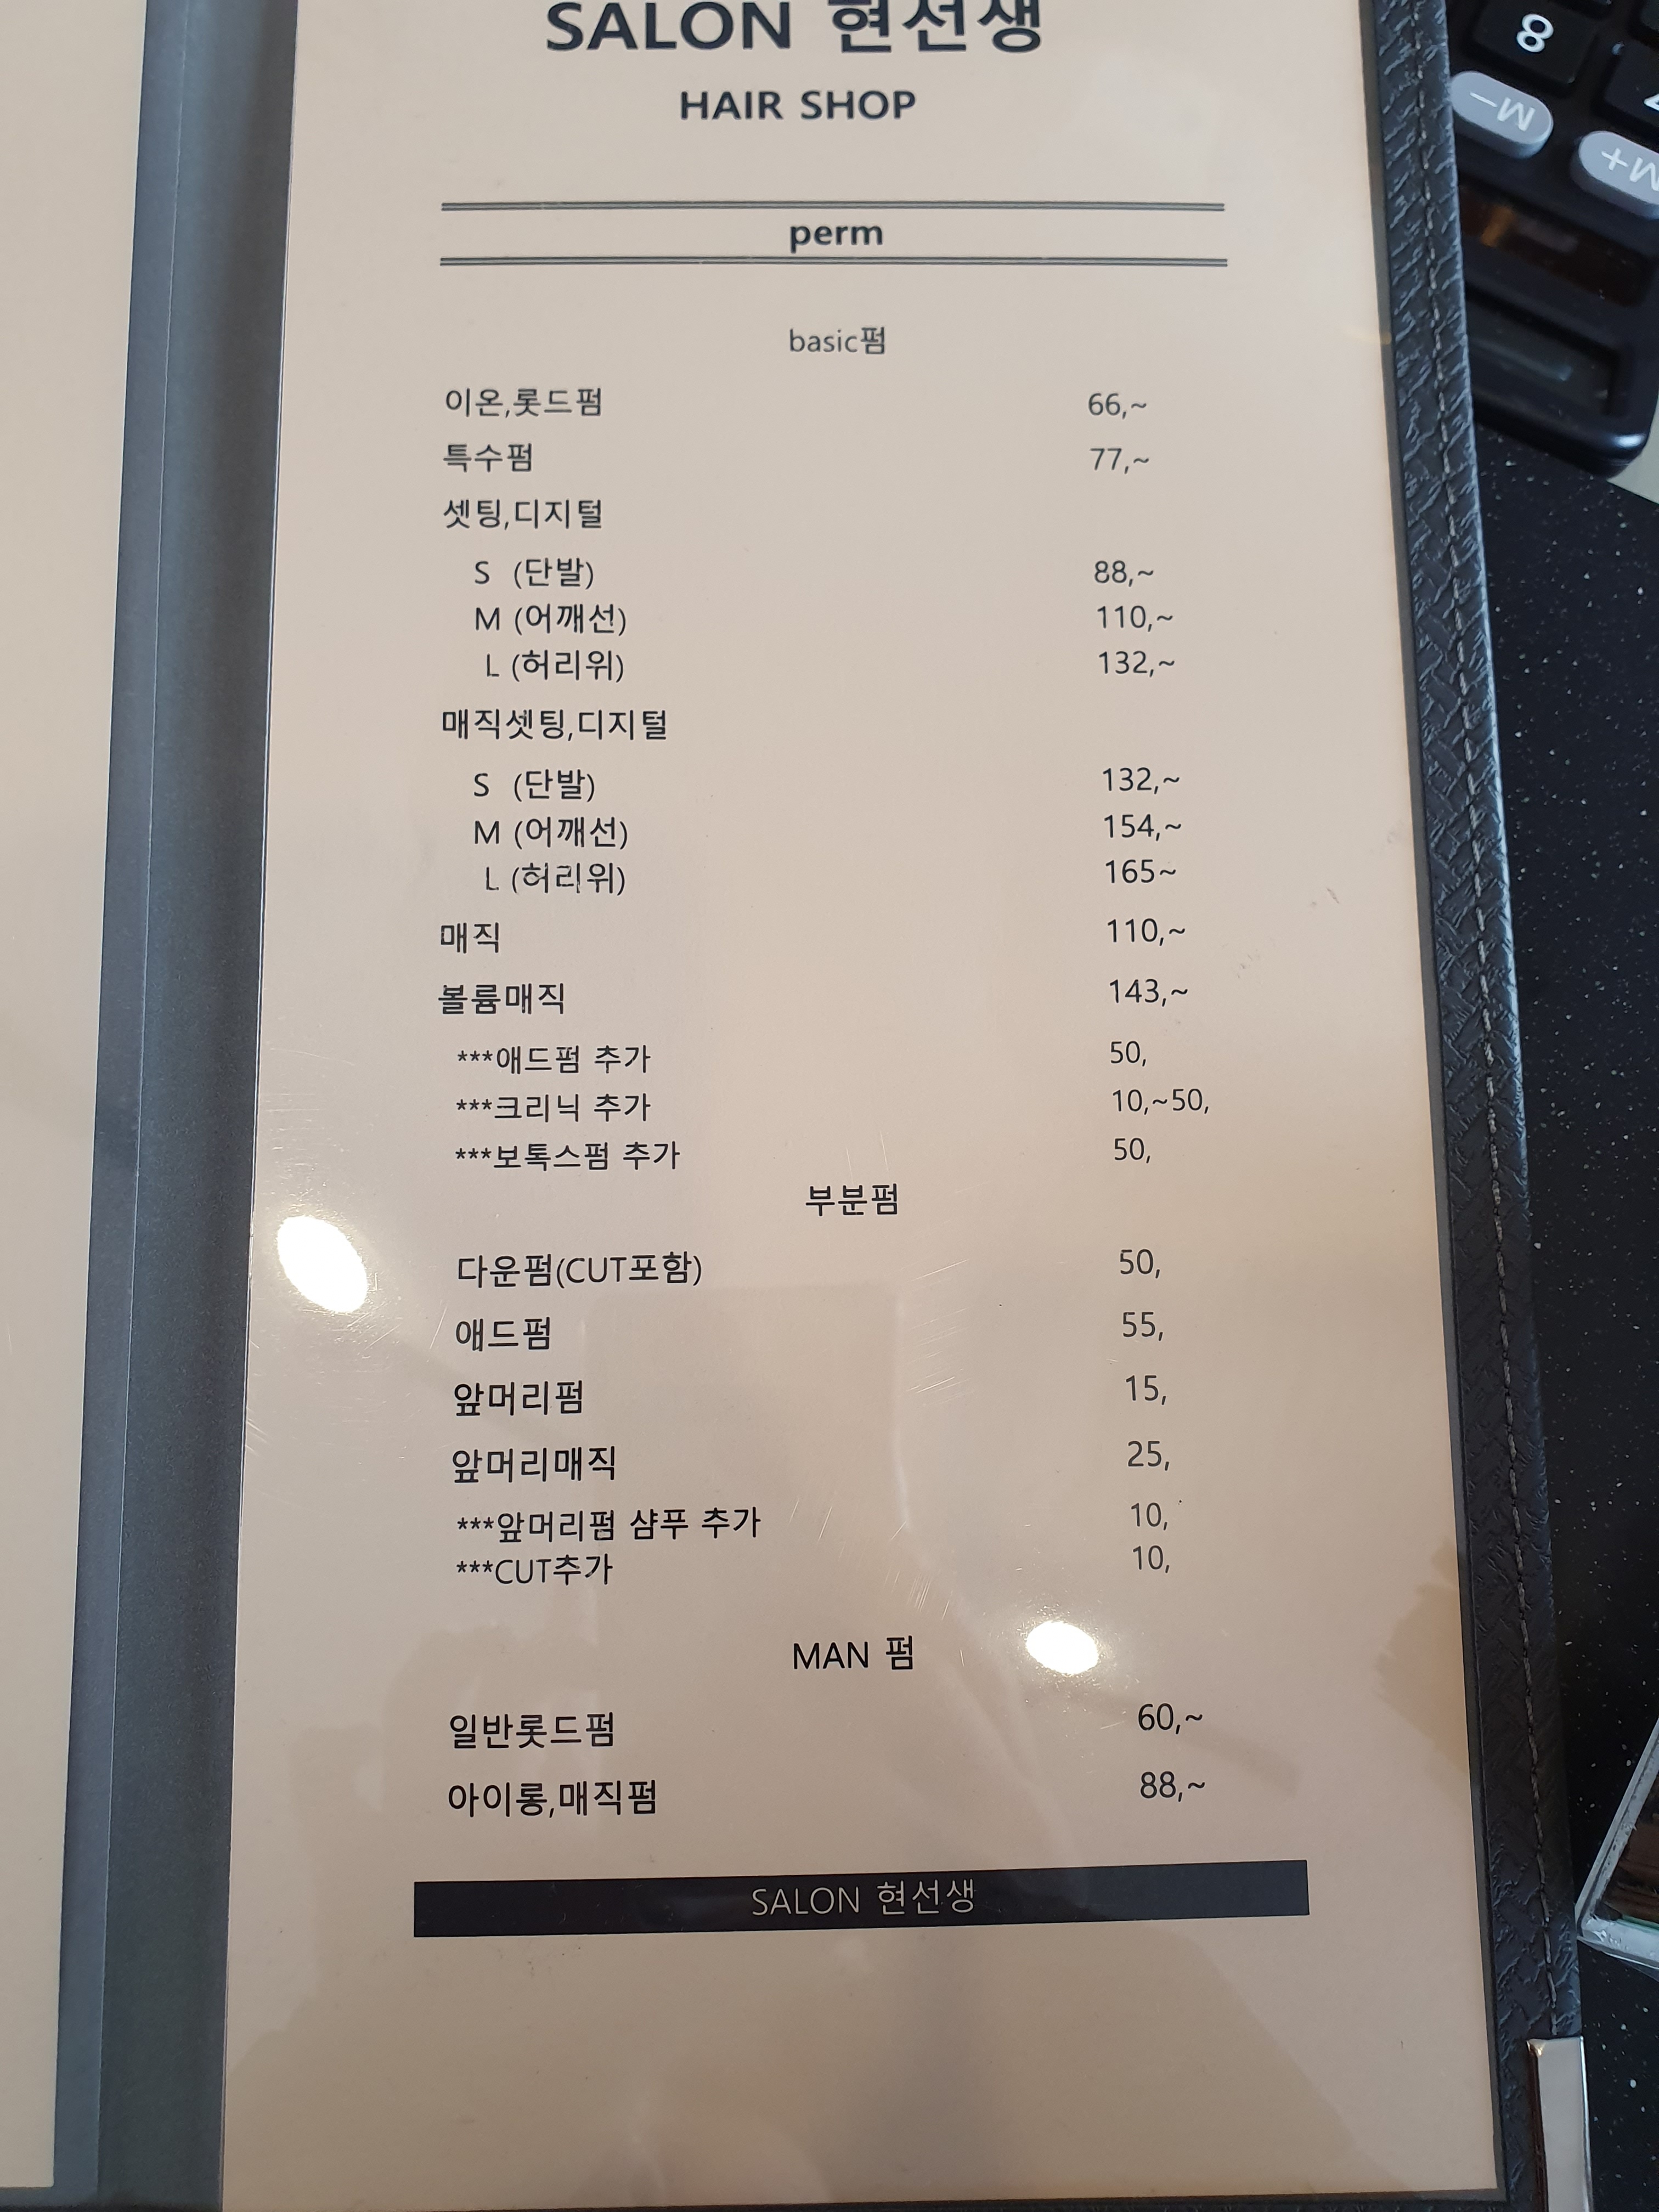 SALON 현선생
HAIR SHOP
perm
basic펌
이온,롯드펌 66,~
특수펌 77,~
셋팅,디지털
S (단발) 88,~
M (어깨선) 110,~
L (허리위) 132,~
매직셋팅,디지털
S (단발) 132,~
M (어깨선) 154,~
L (허리위) 165~
매직 110,~
볼륨매직 143,~
***애드펌 추가 50,
***크리닉 추가 10,~50,
***보톡스펌 추가 50,
부분펌
다운펌(CUT포함) 50,
애드펌 55,
앞머리펌 15,
앞머리매직 25,
***앞머리펌 샴푸 추가 10,
***CUT추가 10,
MAN 펌
일반롯드펌 60,~
아이롱,매직펌 88,~
SALON 현선생
8
M−
M+